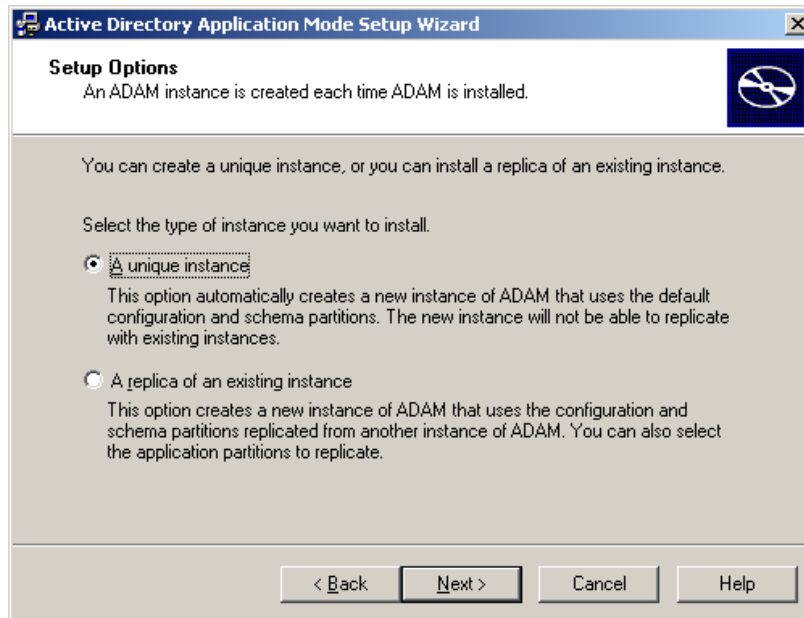 Active Directory Application Mode Setup Wizard
Setup Options
An ADAM instance is created each time ADAM is installed.
You can create a unique instance, or you can install a replica of an existing instance.
Select the type of instance you want to install.
A unique instance
This option automatically creates a new instance of ADAM that uses the default
configuration and schema partitions. The new instance will not be able to replicate
with existing instances.
A replica of an existing instance
This option creates a new instance of ADAM that uses the configuration and
schema partitions replicated from another instance of ADAM. You can also select
the application partitions to replicate.
< Back Next > Cancel Help